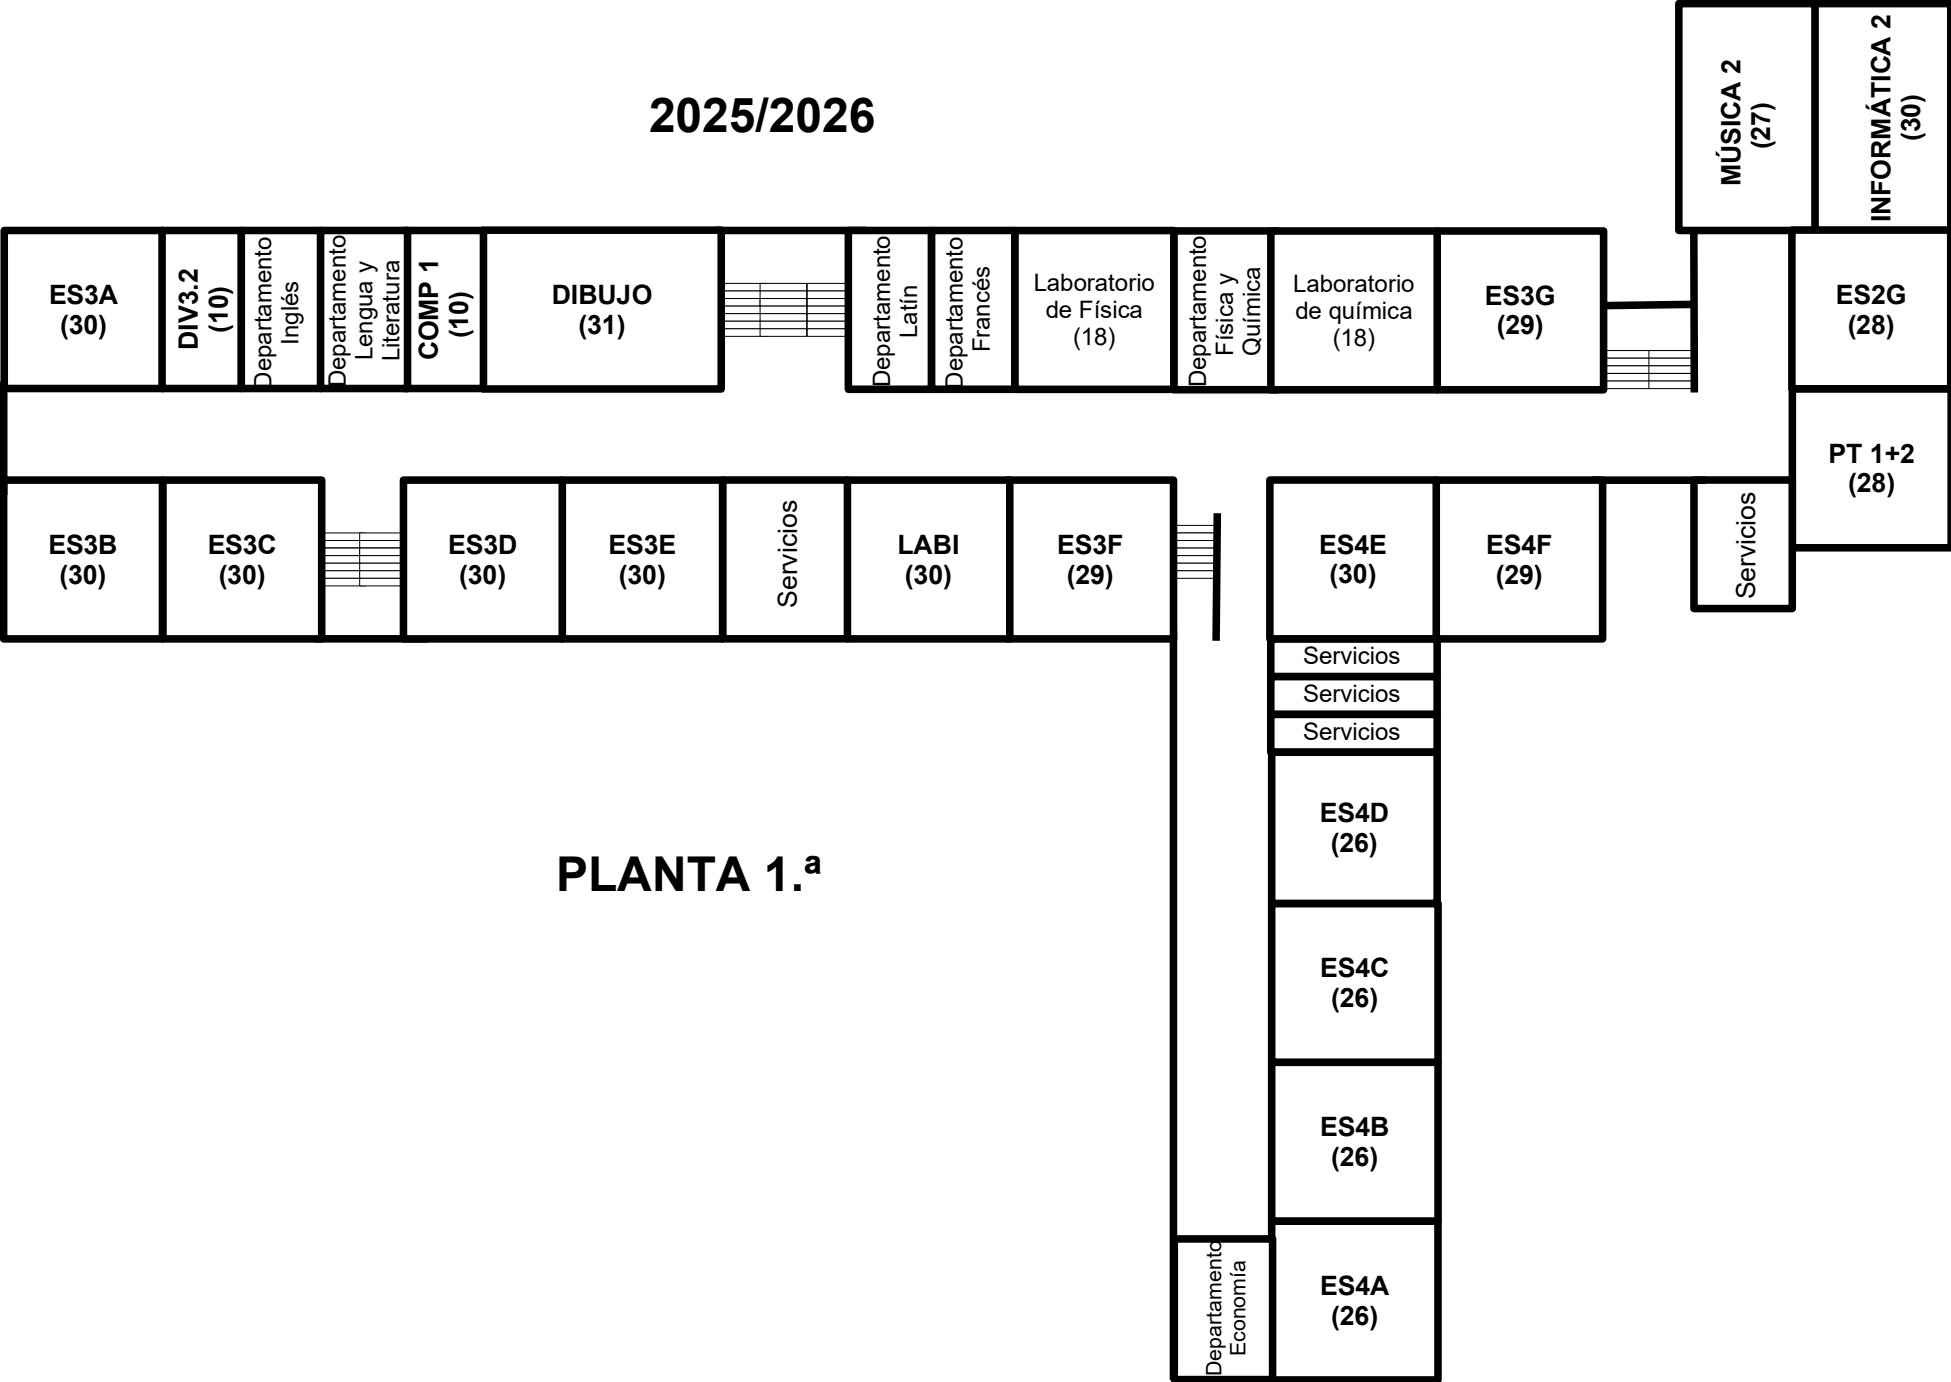 2025/2026
MÚSICA 2
(27)
INFORMÁTICA 2
(30)
ES3A
(30)
DIV3.2
(10)
Departamento
Inglés
Departamento
Lengua y
Literatura
COMP 1
(10)
DIBUJO
(31)
Departamento
Latín
Departamento
Francés
Laboratorio
de Física
(18)
Departamento
Física y
Química
Laboratorio
de química
(18)
ES3G
(29)
ES2G
(28)
PT 1+2
(28)
ES3B
(30)
ES3C
(30)
ES3D
(30)
ES3E
(30)
Servicios
LABI
(30)
ES3F
(29)
ES4E
(30)
ES4F
(29)
Servicios
Servicios
Servicios
Servicios
ES4D
(26)
PLANTA 1.ª
ES4C
(26)
ES4B
(26)
Departamento
Economía
ES4A
(26)